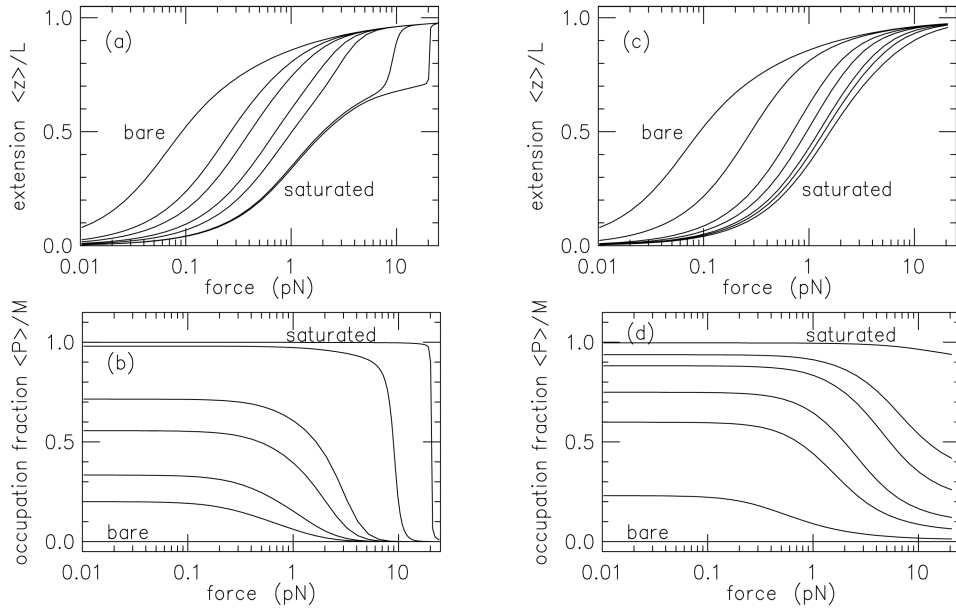 (a)
1.0
0.5
0.0
extension <z>/L
bare
saturated
0.01
0.1
1
10
force (pN)
(c)
1.0
0.5
0.0
extension <z>/L
bare
saturated
0.01
0.1
1
10
force (pN)
(b)
saturated
1.0
0.5
0.0
occupation fraction <P>/M
bare
0.01
0.1
1
10
force (pN)
(d)
saturated
1.0
0.5
0.0
occupation fraction <P>/M
bare
0.01
0.1
1
10
force (pN)